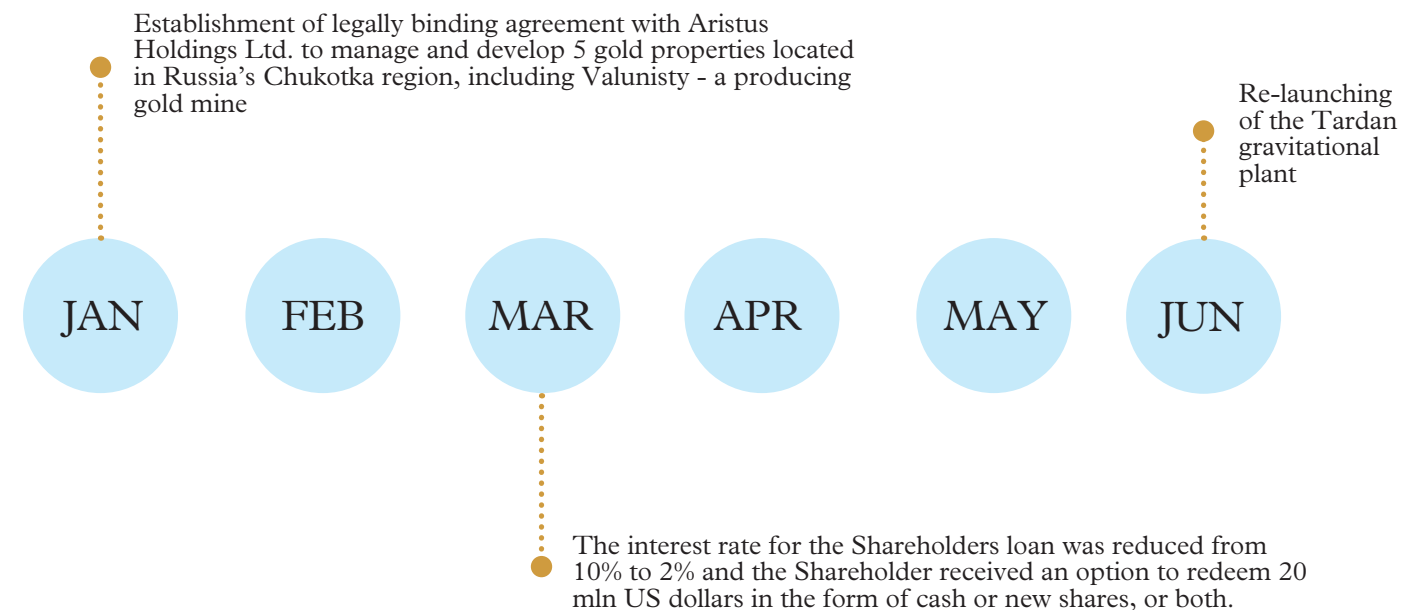 Establishment of legally binding agreement with Aristus
Holdings Ltd. to manage and develop 5 gold properties located
in Russia’s Chukotka region, including Valunisty - a producing
gold mine
Re-launching
of the Tardan
gravitational
plant
JAN
FEB
MAR
APR
MAY
JUN
The interest rate for the Shareholders loan was reduced from
10% to 2% and the Shareholder received an option to redeem 20
mln US dollars in the form of cash or new shares, or both.